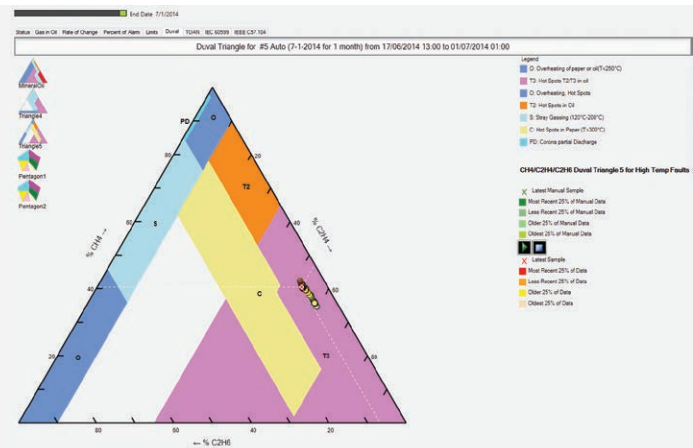 End Date 7/1/2014
Status Gas in Oil Rate of Change Percent of Alarm Limits Duval TOAN IEC 60599 IEEE C57.104
Duval Triangle for #5 Auto (7-1-2014 for 1 month) from 17/06/2014 13:00 to 01/07/2014 01:00
MineralOil
Triangle4
Triangle5
Pentagon1
Pentagon2
Legend
O: Overheating of paper or oil(T<250°C)
T3: Hot Spots T2/T3 in oil
O: Overheating, Hot Spots
T2: Hot Spots in Oil
S: Stray Gassing (120°C-200°C)
C: Hot Spots in Paper (T>300°C)
PD: Corona partial Discharge
CH4/C2H4/C2H6 Duval Triangle 5 for High Temp Faults
X Latest Manual Sample
Most Recent 25% of Manual Data
Less Recent 25% of Manual Data
Older 25% of Manual Data
Oldest 25% of Manual Data
X Latest Sample
Most Recent 25% of Data
Less Recent 25% of Data
Older 25% of Data
Oldest 25% of Data
PD
O
80
20
T2
60
S
% CH4 →
% C2H4 →
40
C
60
20
O
T3
80
60
40
20
← % C2H6